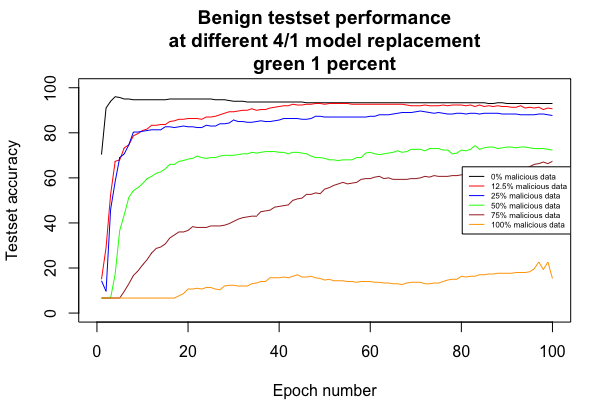 Benign testset performance
at different 4/1 model replacement
green 1 percent
Testset accuracy
100
80
60
40
20
0
0% malicious data
12.5% malicious data
25% malicious data
50% malicious data
75% malicious data
100% malicious data
0 20 40 60 80 100
Epoch number